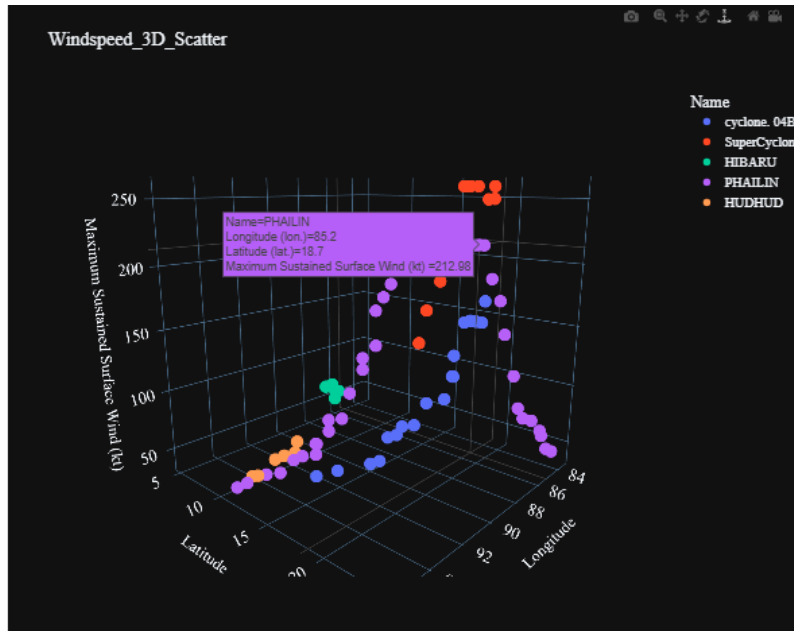 Windspeed_3D_Scatter
Name
cyclone. 04B
SuperCyclon
HIBARU
PHAILIN
HUDHUD
Name=PHAILIN
Longitude (lon.)=85.2
Latitude (lat.)=18.7
Maximum Sustained Surface Wind (kt) =212.98
Maximum Sustained Surface Wind (kt)
250
200
150
100
50
5
10
15
20
Latitude
84
86
88
90
92
Longitude